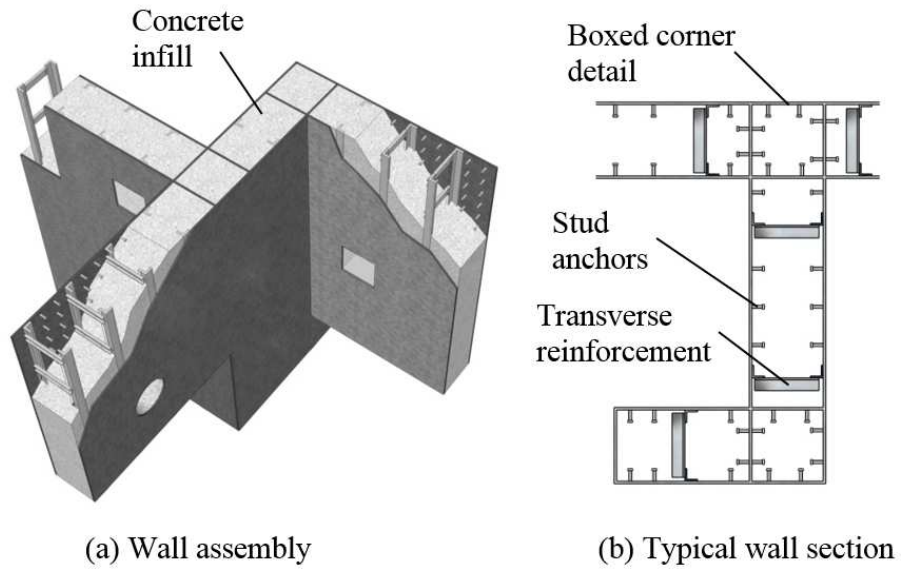 Concrete
infill
Boxed corner
detail
Stud
anchors
Transverse
reinforcement
(a) Wall assembly
(b) Typical wall section